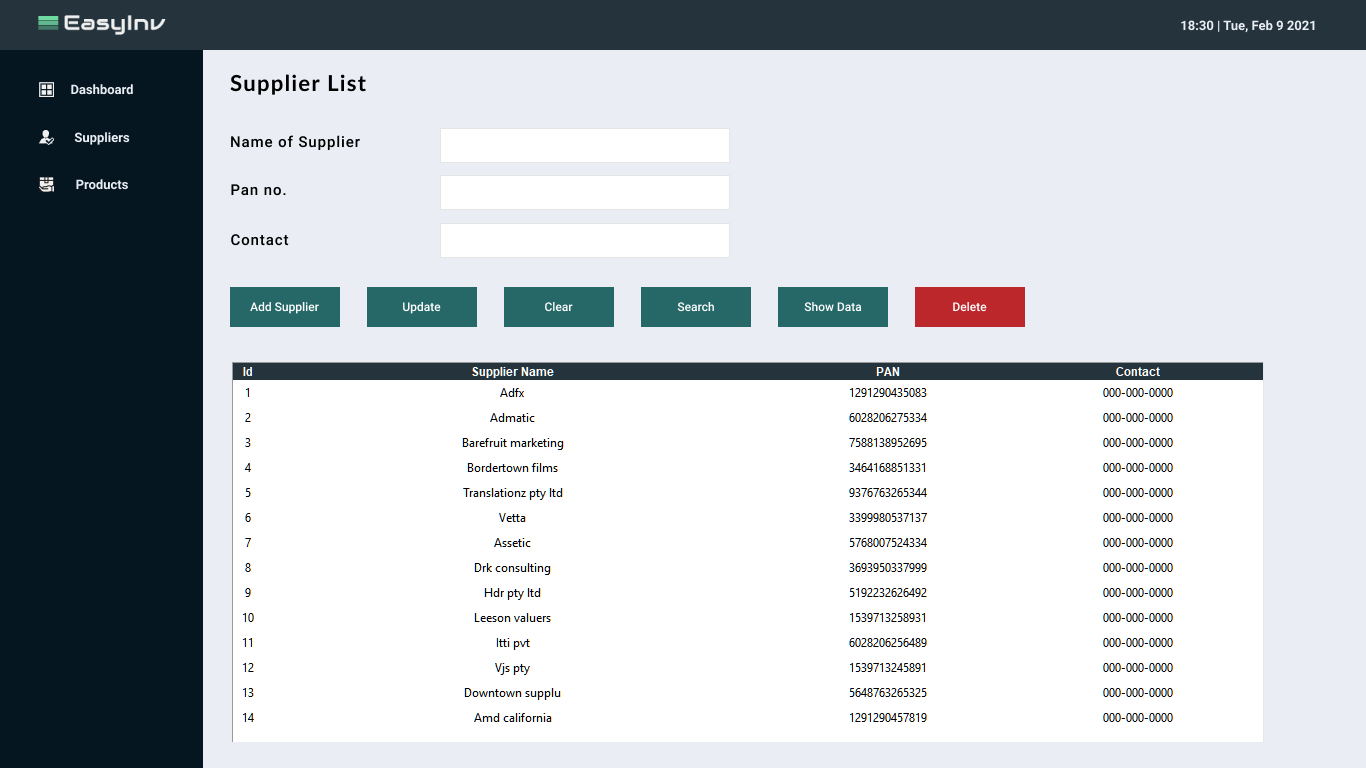 EasyInv
18:30 | Tue, Feb 9 2021
Dashboard
Suppliers
Products
Supplier List
Name of Supplier
Pan no.
Contact
Add Supplier Update Clear Search Show Data Delete
Id Supplier Name PAN Contact
1 Adfx 1291290435083 000-000-0000
2 Admatic 6028206275334 000-000-0000
3 Barefruit marketing 7588138952695 000-000-0000
4 Bordertown films 3464168851331 000-000-0000
5 Translationz pty ltd 9376763265344 000-000-0000
6 Vetta 3399980537137 000-000-0000
7 Assetic 5768007524334 000-000-0000
8 Drk consulting 3693950337999 000-000-0000
9 Hdr pty ltd 5192232626492 000-000-0000
10 Leeson valuers 1539713258931 000-000-0000
11 Itti pvt 6028206256489 000-000-0000
12 Vjs pty 1539713245891 000-000-0000
13 Downtown supplu 5648763265325 000-000-0000
14 Amd california 1291290457819 000-000-0000